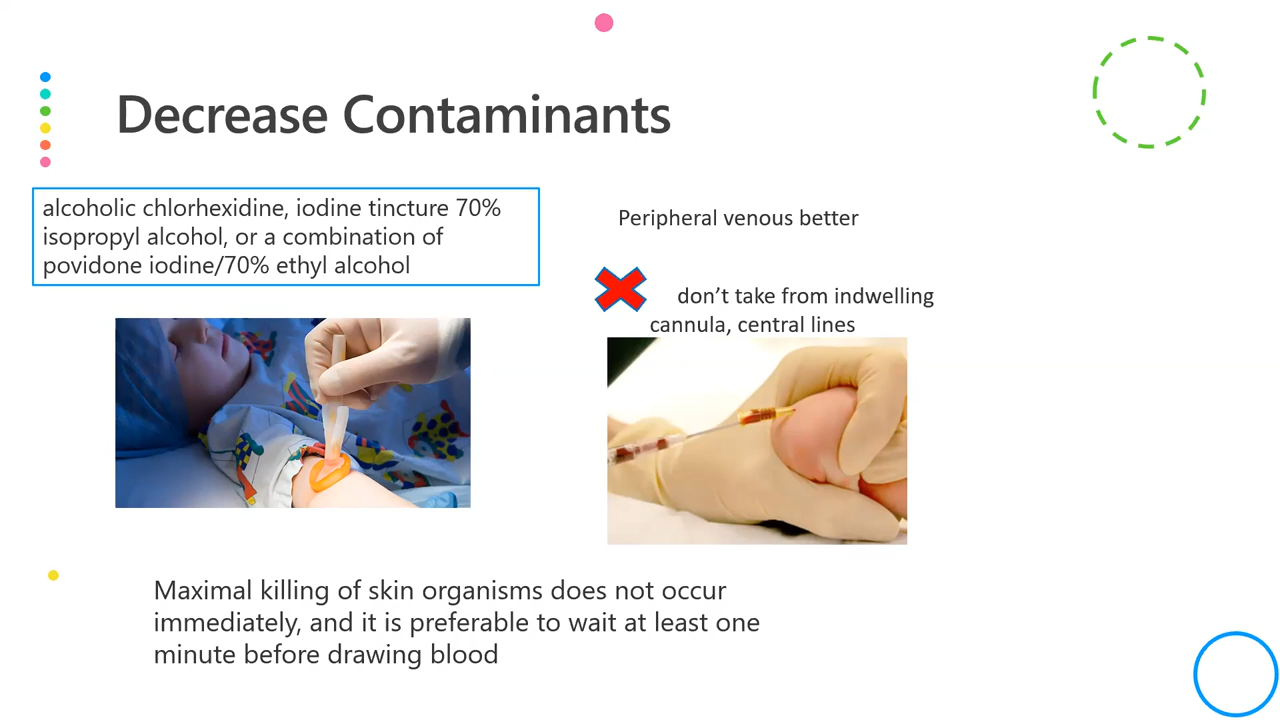 Decrease Contaminants
alcoholic chlorhexidine, iodine tincture 70%
isopropyl alcohol, or a combination of
povidone iodine/70% ethyl alcohol
Peripheral venous better
don’t take from indwelling
cannula, central lines
Maximal killing of skin organisms does not occur
immediately, and it is preferable to wait at least one
minute before drawing blood